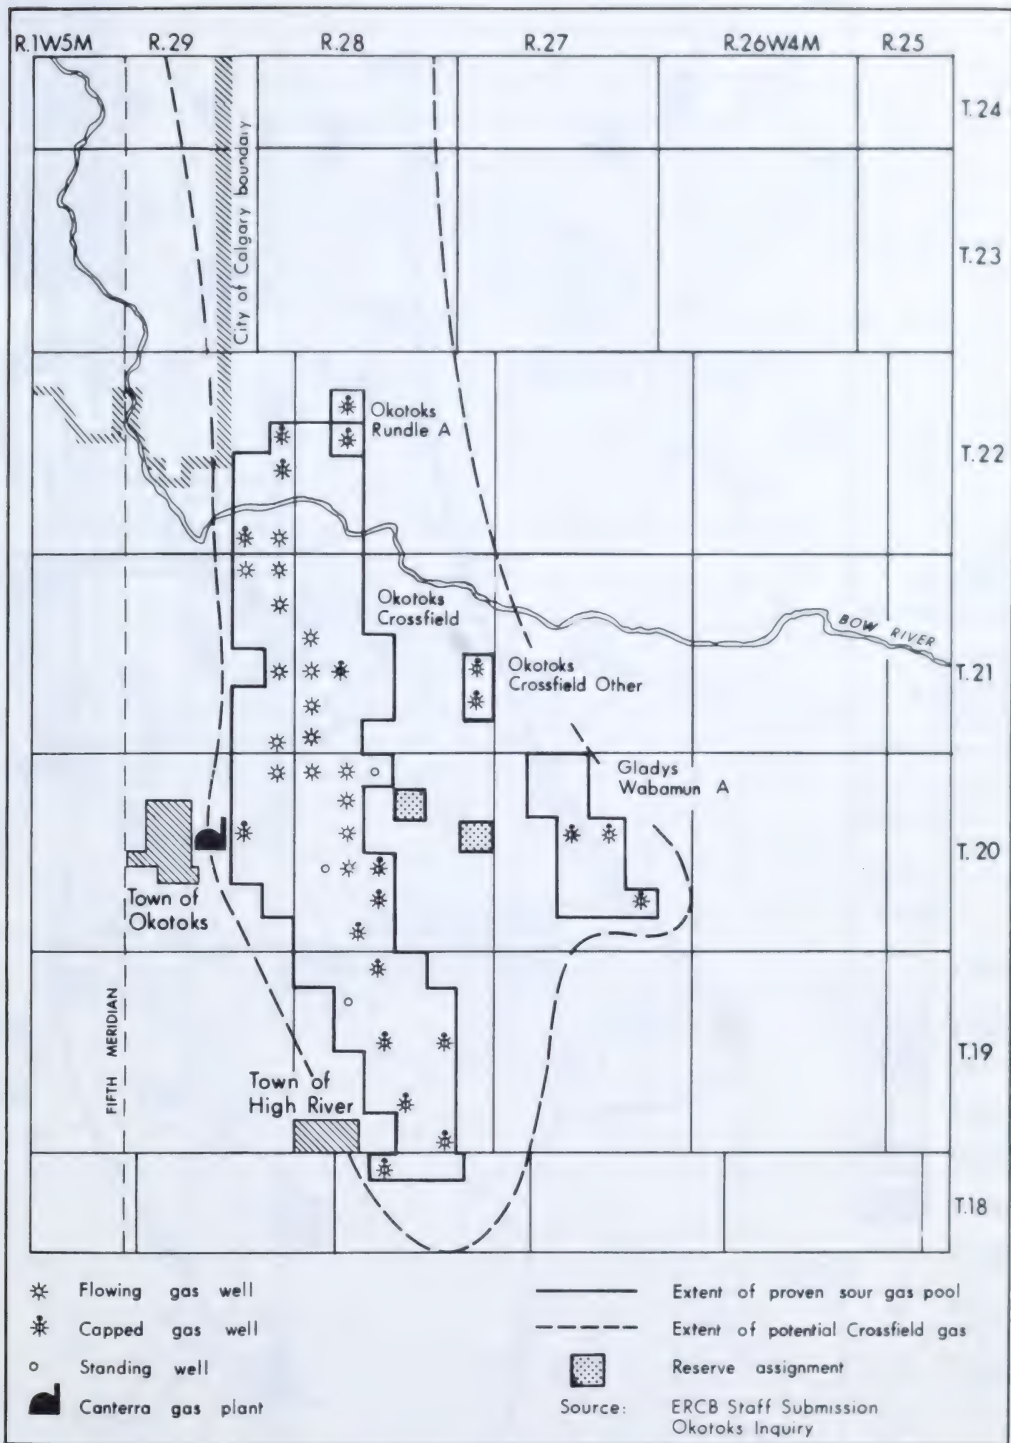 R.1W5M R.29 R.28 R.27 R.26W4M R.25
T.24
City of Calgary boundary
T.23
Okotoks
Rundle A
T.22
Okotoks
Crossfield
BOW RIVER
Okotoks
Crossfield Other
T.21
Gladys
Wabamun A
T.20
Town of
Okotoks
FIFTH MERIDIAN
T.19
Town of
High River
T.18
Flowing gas well
Capped gas well
Standing well
Canterra gas plant
Extent of proven sour gas pool
Extent of potential Crossfield gas
Reserve assignment
Source: ERCB Staff Submission
Okotoks Inquiry